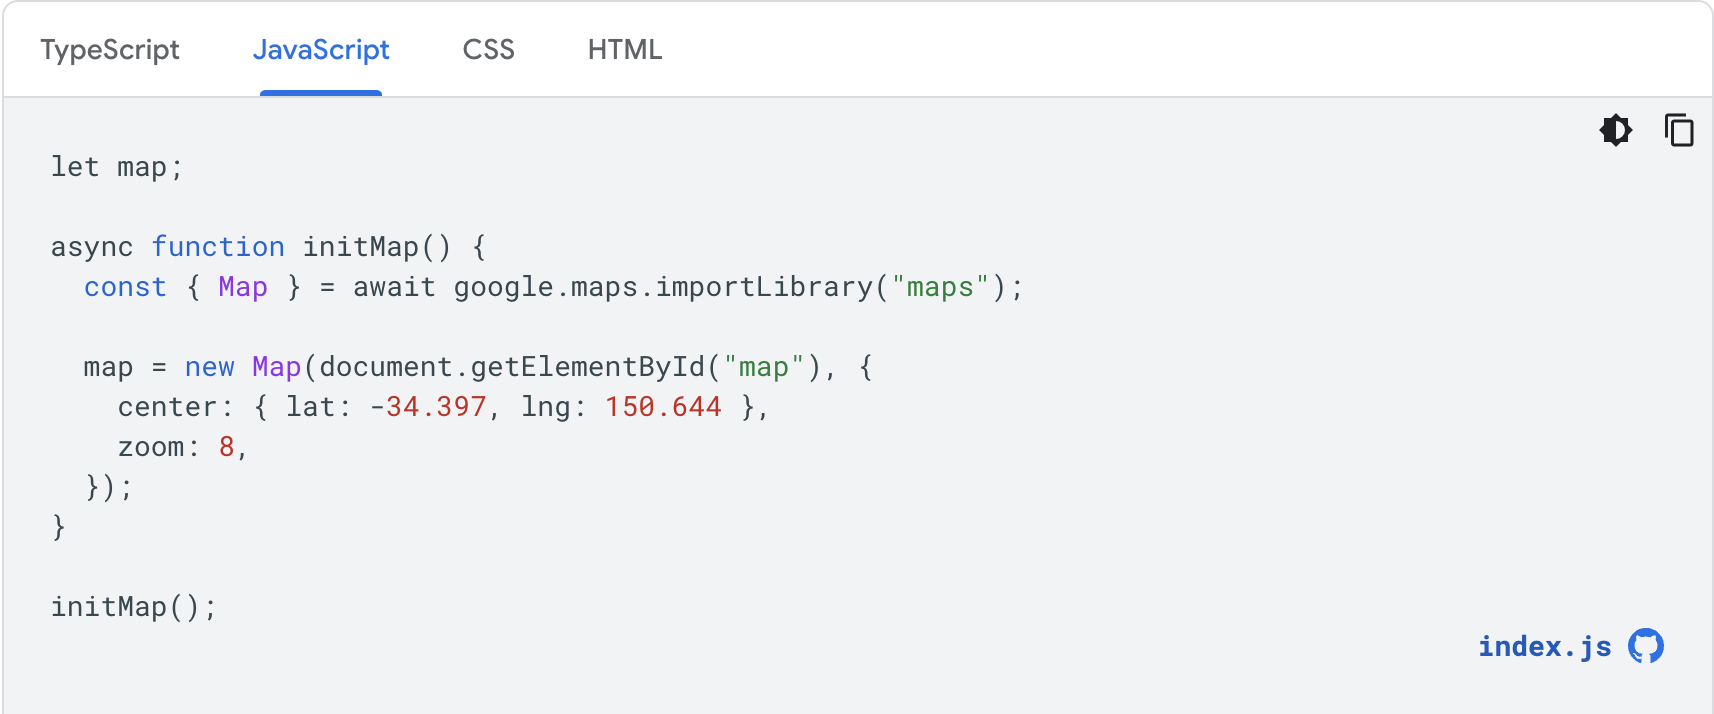 TypeScript JavaScript CSS HTML
let map;
async function initMap() {
  const { Map } = await google.maps.importLibrary("maps");
  map = new Map(document.getElementById("map"), {
    center: { lat: -34.397, lng: 150.644 },
    zoom: 8,
  });
}
initMap();
index.js